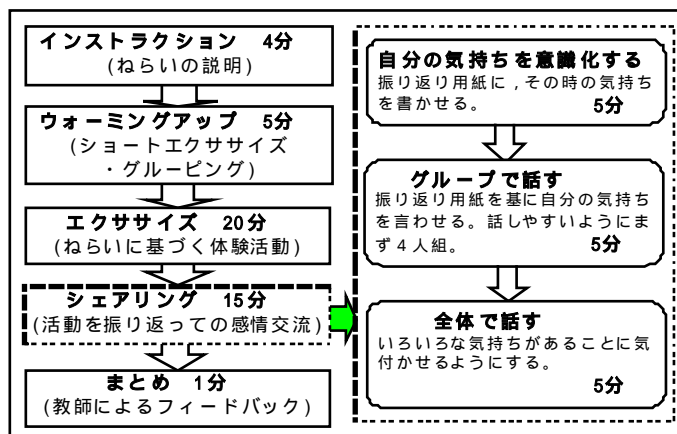 インストラクション 4分
(ねらいの説明)
ウォーミングアップ 5分
(ショートエクササイズ
・グルーピング)
エクササイズ 20分
(ねらいに基づく体験活動)
シェアリング 15分
(活動を振り返っての感情交流)
まとめ 1分
(教師によるフィードバック)
自分の気持ちを意識化する
振り返り用紙に,その時の気持ち
を書かせる。 5分
グループで話す
振り返り用紙を基に自分の気持ち
を言わせる。話しやすいようにま
ず4人組。 5分
全体で話す
いろいろな気持ちがあることに気
付かせるようにする。
5分